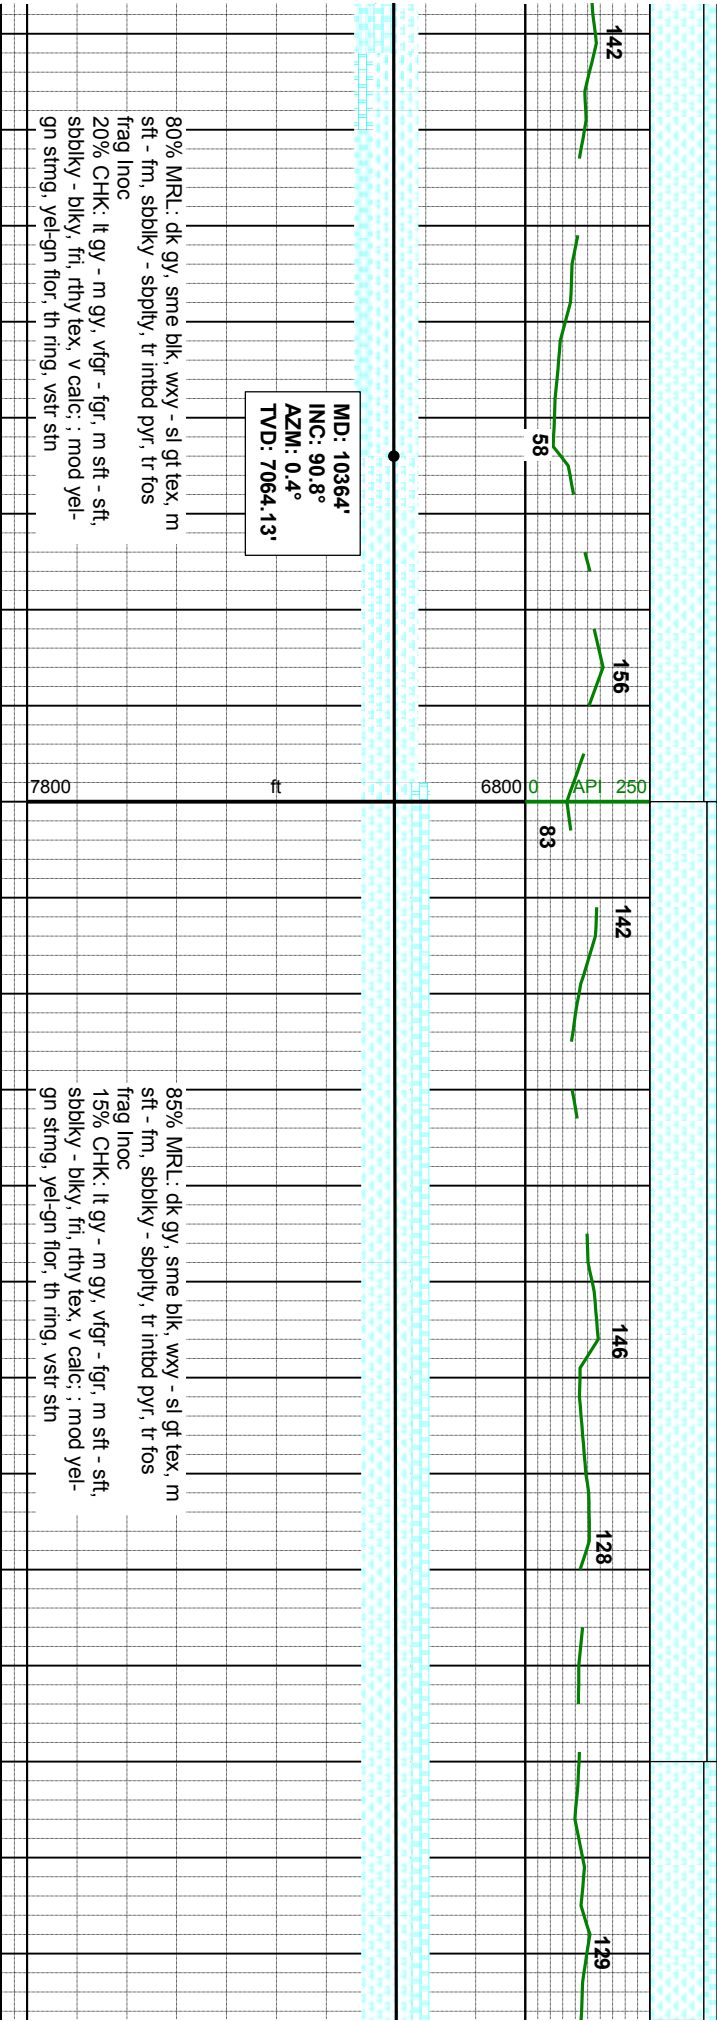 142
58
156
83
142
146
128
129
0 API 250
7800 ft 6800
MD: 10364'
INC: 90.8°
AZM: 0.4°
TVD: 7064.13'
80% MRL: dk gy, sme blk, wxy - sl gt tex, m
sft - fm, sbblky - sbplty, tr intbd pyr, tr fos
frag Inoc
20% CHK: lt gy - m gy, vfgr - fgr, m sft - sft,
sbblky - blky, fri, rthy tex, v calc; ; mod yel-
gn stmg, yel-gn flor, th ring, vstr stn
85% MRL: dk gy, sme blk, wxy - sl gt tex, m
sft - fm, sbblky - sbplty, tr intbd pyr, tr fos
frag Inoc
15% CHK: lt gy - m gy, vfgr - fgr, m sft - sft,
sbblky - blky, fri, rthy tex, v calc; ; mod yel-
gn stmg, yel-gn flor, th ring, vstr stn